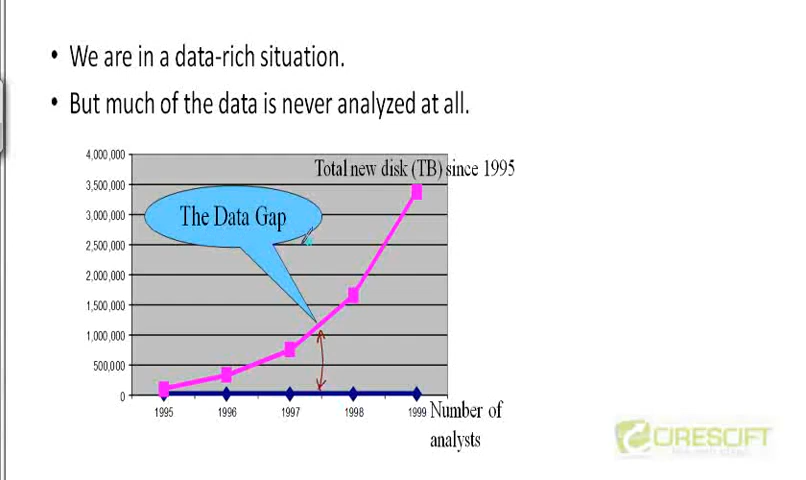 • We are in a data-rich situation.
• But much of the data is never analyzed at all.
4,000,000
Total new disk (TB) since 1995
3,500,000
The Data Gap
3,000,000
2,500,000
2,000,000
1,500,000
1,000,000
500,000
0
1995 1996 1997 1998 1999
Number of
analysts